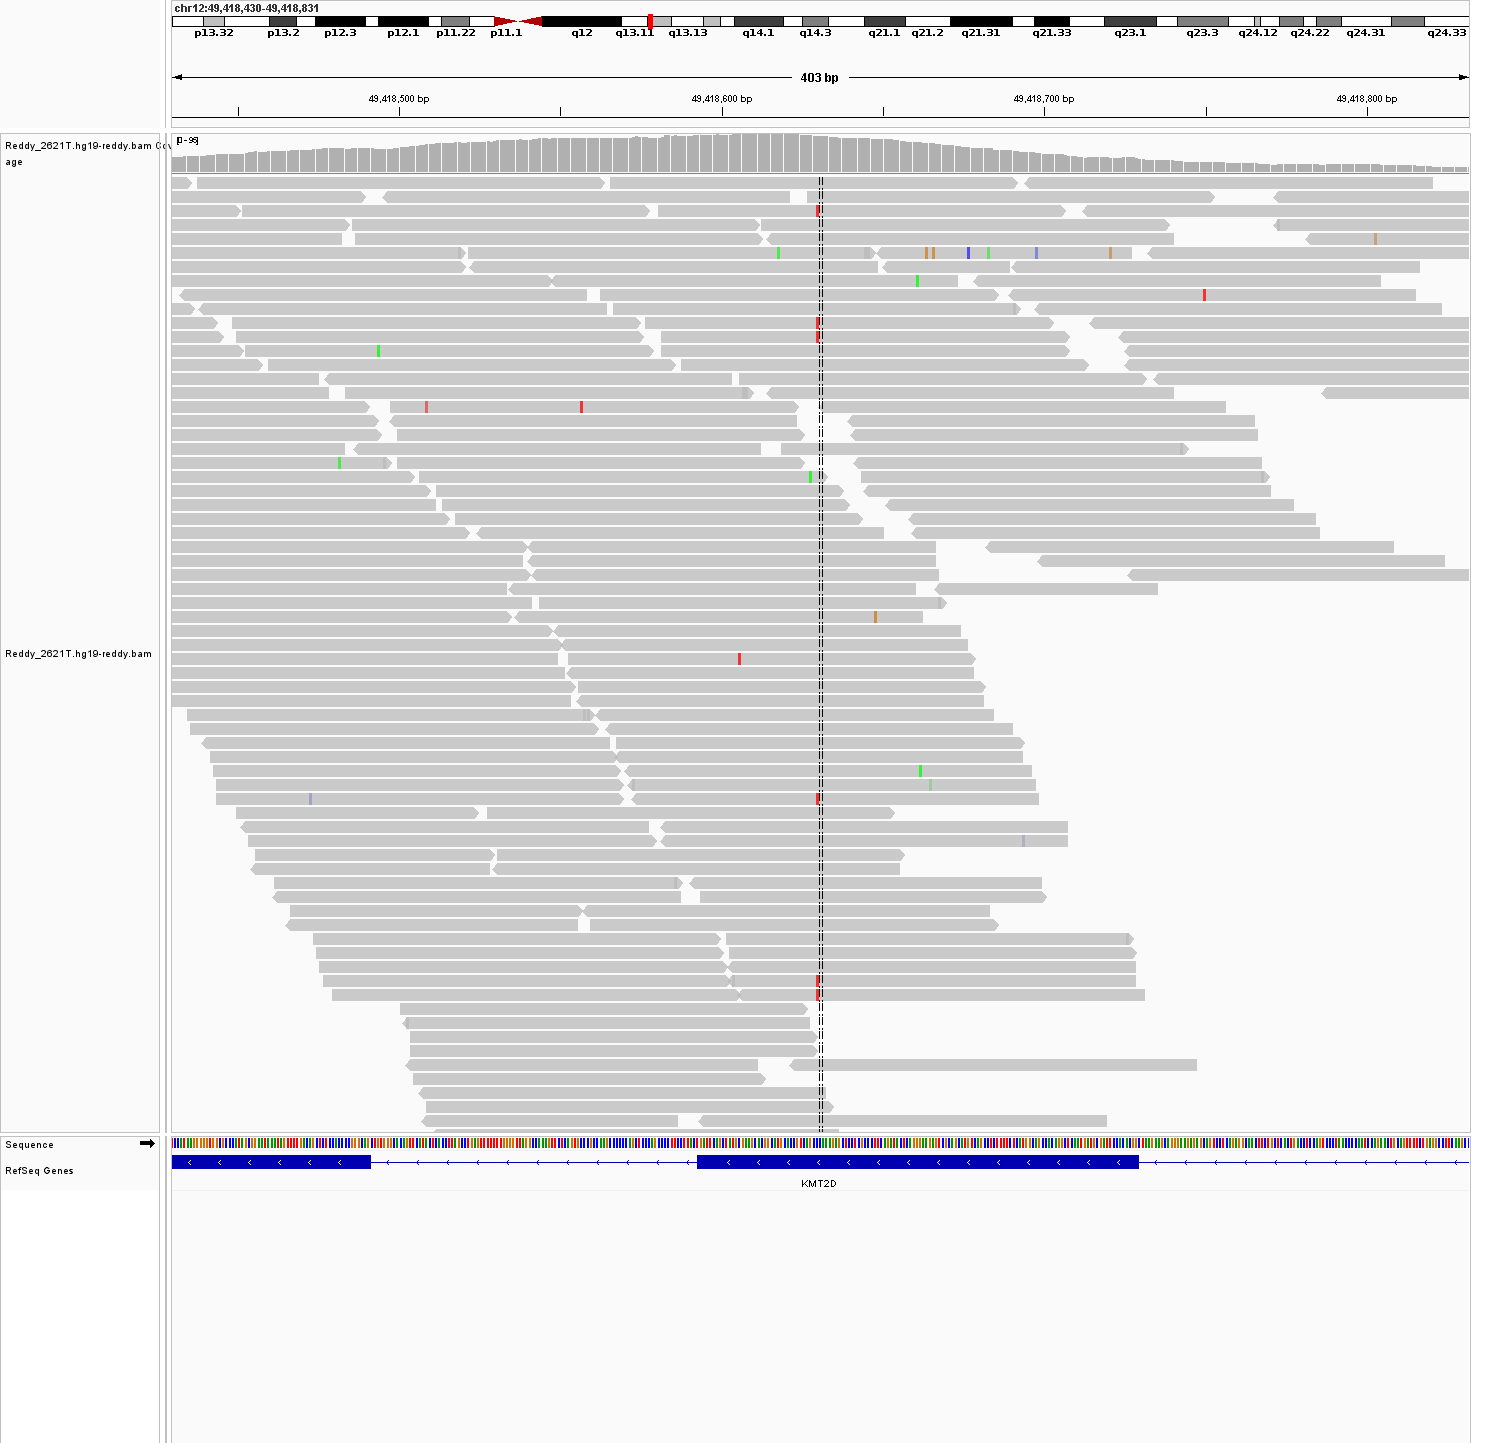 chr12:49,418,430-49,418,831
p13.32 p13.2 p12.3 p12.1 p11.22 p11.1 q12 q13.11 q13.13 q14.1 q14.3 q21.1 q21.2 q21.31 q21.33 q23.1 q23.3 q24.12 q24.22 q24.31 q24.33
403 bp
49,418,500 bp 49,418,600 bp 49,418,700 bp 49,418,800 bp
Reddy_2621T.hg19-reddy.bam Cov
age
Reddy_2621T.hg19-reddy.bam
Sequence
RefSeq Genes
KMT2D